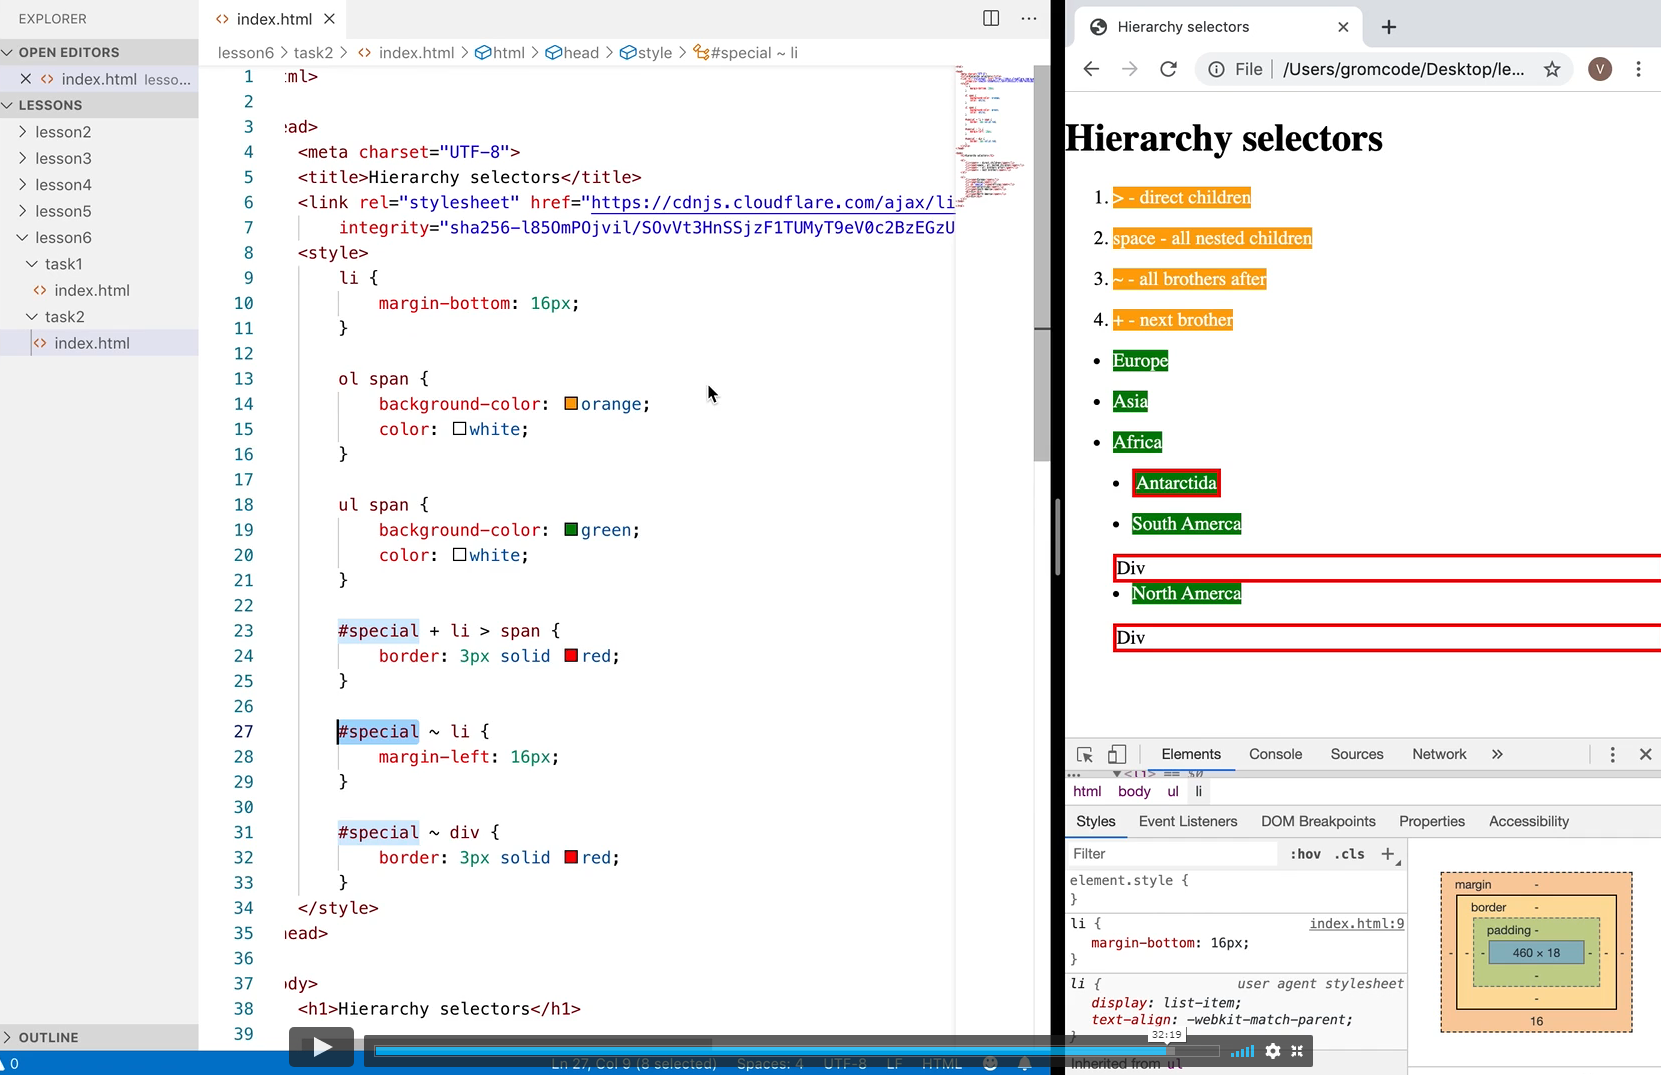 EXPLORER
OPEN EDITORS
index.html lesso...
LESSONS
lesson2
lesson3
lesson4
lesson5
lesson6
task1
index.html
task2
index.html
OUTLINE
0
index.html
lesson6 > task2 > index.html > html > head > style > #special ~ li
1 ml>
2
3 ead>
4 <meta charset="UTF-8">
5 <title>Hierarchy selectors</title>
6 <link rel="stylesheet" href="https://cdnjs.cloudflare.com/ajax/li
7 integrity="sha256-l85OmPOjvil/SOvVt3HnSSjzF1TUMyT9eV0c2BzEGzU
8 <style>
9 li {
10 margin-bottom: 16px;
11 }
12
13 ol span {
14 background-color: orange;
15 color: white;
16 }
17
18 ul span {
19 background-color: green;
20 color: white;
21 }
22
23 #special + li > span {
24 border: 3px solid red;
25 }
26
27 #special ~ li {
28 margin-left: 16px;
29 }
30
31 #special ~ div {
32 border: 3px solid red;
33 }
34 </style>
35 head>
36
37 ody>
38 <h1>Hierarchy selectors</h1>
39
Ln 27, Col 9 (8 selected) Spaces: 4 UTF-8 LF HTML
32:19
Hierarchy selectors
File | /Users/gromcode/Desktop/le...
V
Hierarchy selectors
1. > - direct children
2. space - all nested children
3. ~ - all brothers after
4. + - next brother
• Europe
• Asia
• Africa
• Antarctida
• South Amerca
Div
• North Amerca
Div
Elements Console Sources Network »
... ▼<li> == $0
html body ul li
Styles Event Listeners DOM Breakpoints Properties Accessibility
Filter :hov .cls +
element.style {
}
li { index.html:9
margin-bottom: 16px;
}
li { user agent stylesheet
display: list-item;
text-align: -webkit-match-parent;
}
Inherited from ul
margin -
border -
padding -
- - - 460 × 18 - - -
-
-
16